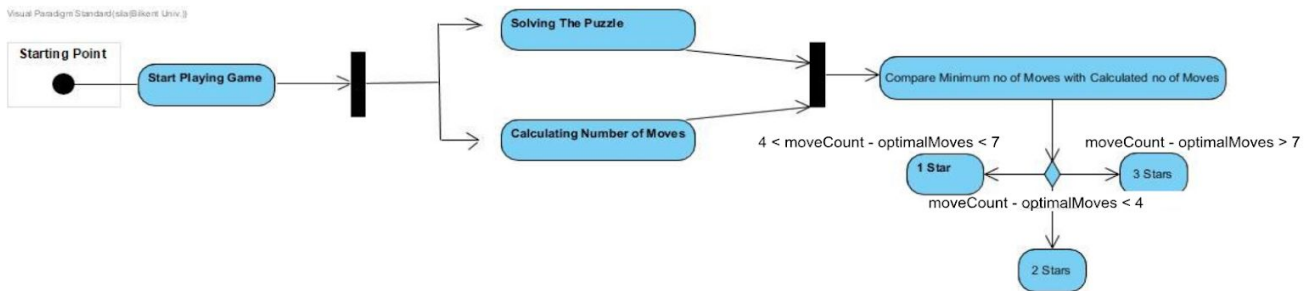 Visual Paradigm Standard(sila(Bilkent Univ.))
Starting Point
Start Playing Game
Solving The Puzzle
Calculating Number of Moves
Compare Minimum no of Moves with Calculated no of Moves
4 < moveCount - optimalMoves < 7
moveCount - optimalMoves > 7
1 Star
3 Stars
moveCount - optimalMoves < 4
2 Stars